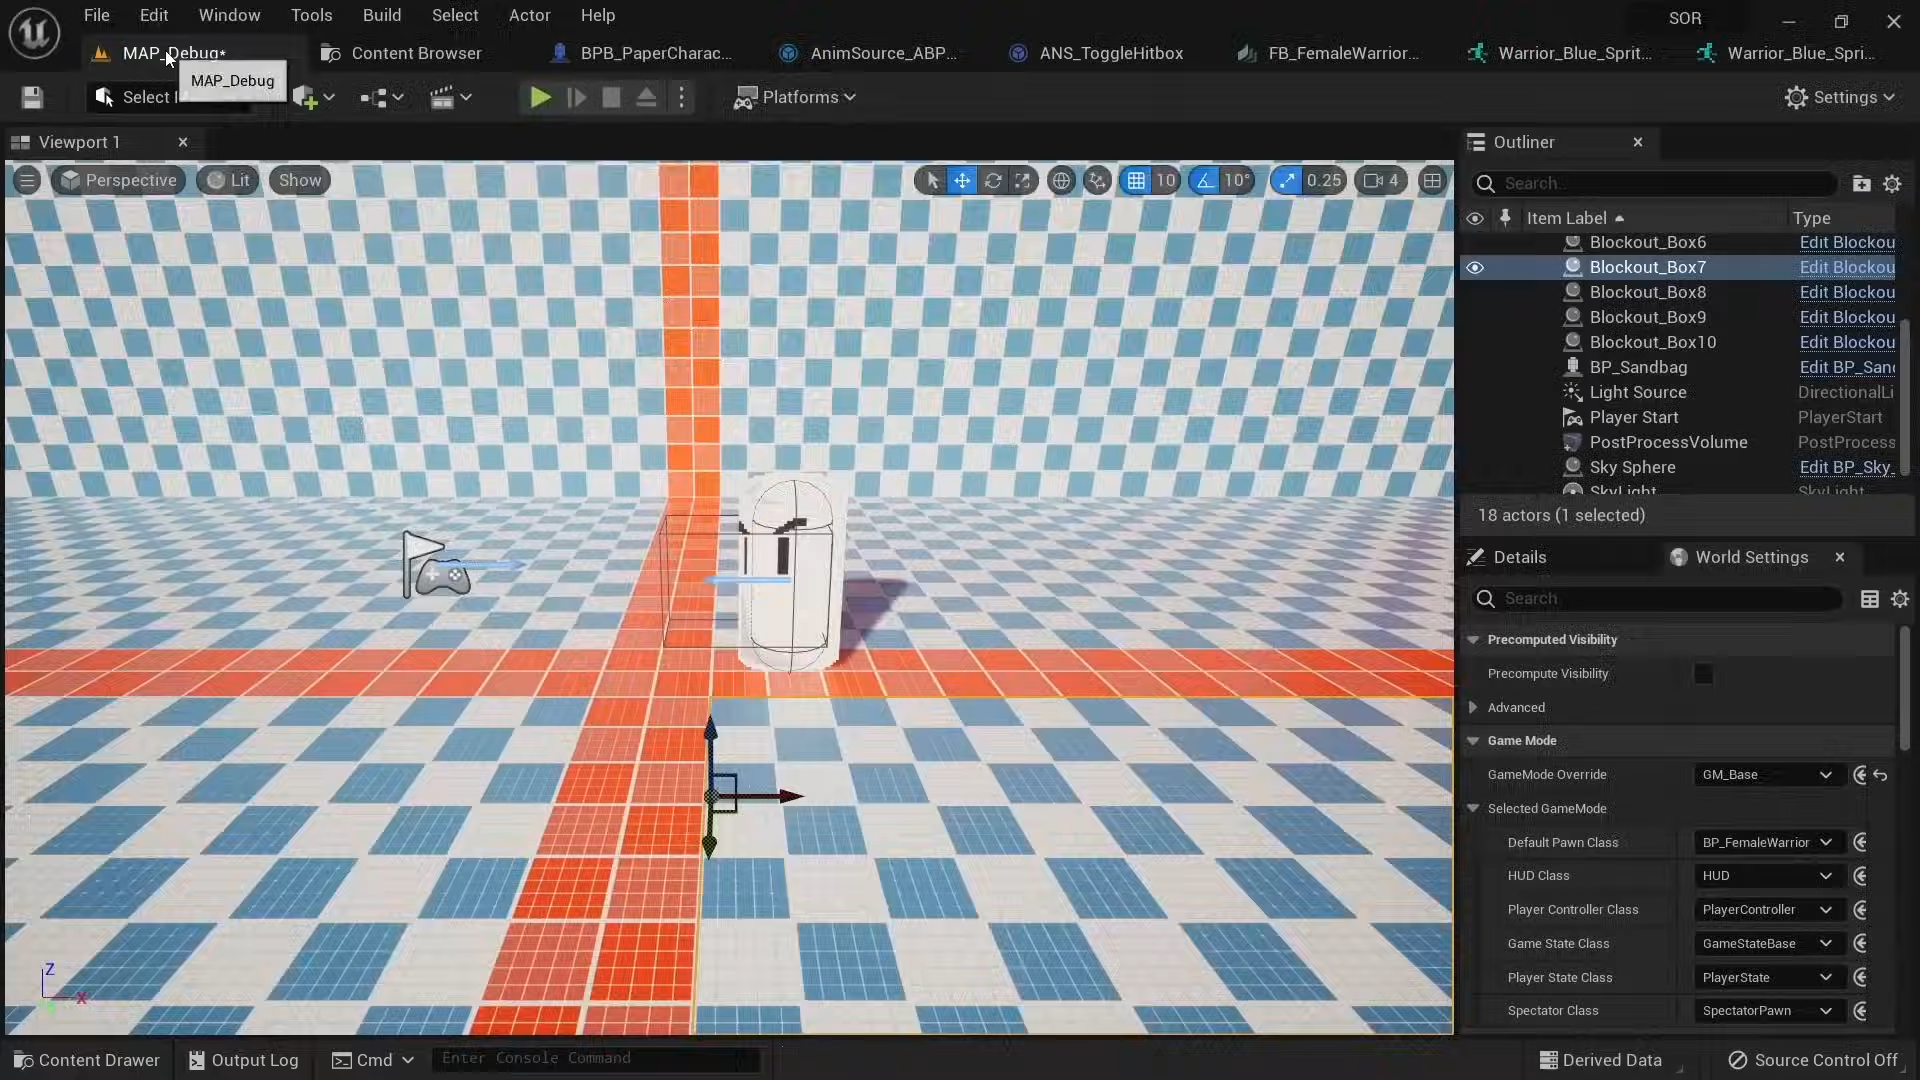 File Edit Window Tools Build Select Actor Help
SOR
MAP_Debug*
Content Browser
BPB_PaperCharac...
AnimSource_ABP...
ANS_ToggleHitbox
FB_FemaleWarrior...
Warrior_Blue_Sprit...
Warrior_Blue_Spri...
Select
MAP_Debug
Platforms
Settings
Viewport 1
Perspective
Lit
Show
10
10°
0.25
4
Outliner
Search...
Item Label
Type
Blockout_Box6 Edit Blockou
Blockout_Box7 Edit Blockou
Blockout_Box8 Edit Blockou
Blockout_Box9 Edit Blockou
Blockout_Box10 Edit Blockou
BP_Sandbag Edit BP_San
Light Source DirectionalLi
Player Start PlayerStart
PostProcessVolume PostProcess
Sky Sphere Edit BP_Sky_
SkyLight SkyLight
18 actors (1 selected)
Details
World Settings
Search
Precomputed Visibility
Precompute Visibility
Advanced
Game Mode
GameMode Override GM_Base
Selected GameMode
Default Pawn Class BP_FemaleWarrior
HUD Class HUD
Player Controller Class PlayerController
Game State Class GameStateBase
Player State Class PlayerState
Spectator Class SpectatorPawn
Z
X
Content Drawer
Output Log
Cmd
Enter Console Command
Derived Data
Source Control Off